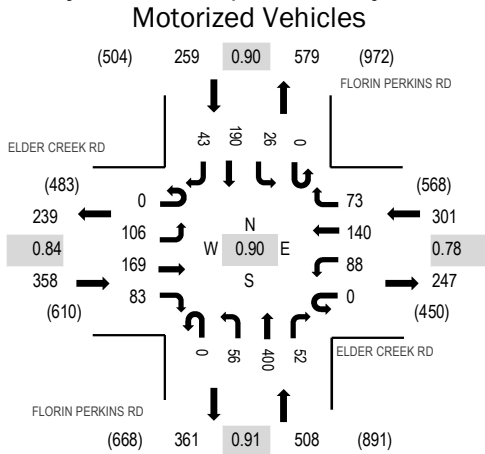 Motorized Vehicles
(504) 259 0.90 579 (972)
FLORIN PERKINS RD
43 190 26 0
ELDER CREEK RD
(483) 0 73 (568)
239 301
106 N 140
0.84 W 0.90 E 0.78
169 S 88
358 247
83 0
(610) (450)
0 56 400 52
ELDER CREEK RD
FLORIN PERKINS RD
(668) 361 0.91 508 (891)